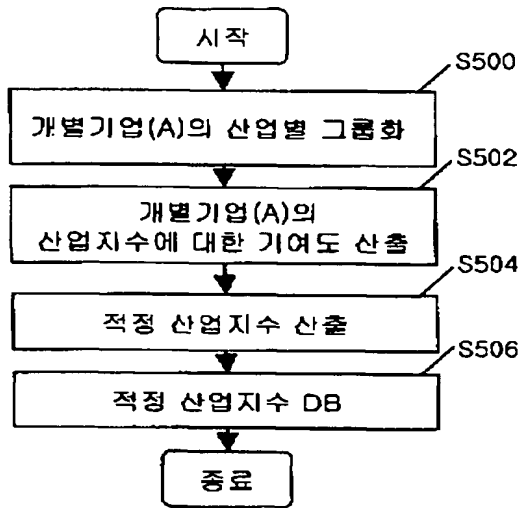 시작
S500
개별기업(A)의 산업별 그룹화
S502
개별기업(A)의
산업지수에 대한 기여도 산출
S504
적정 산업지수 산출
S506
적정 산업지수 DB
종료